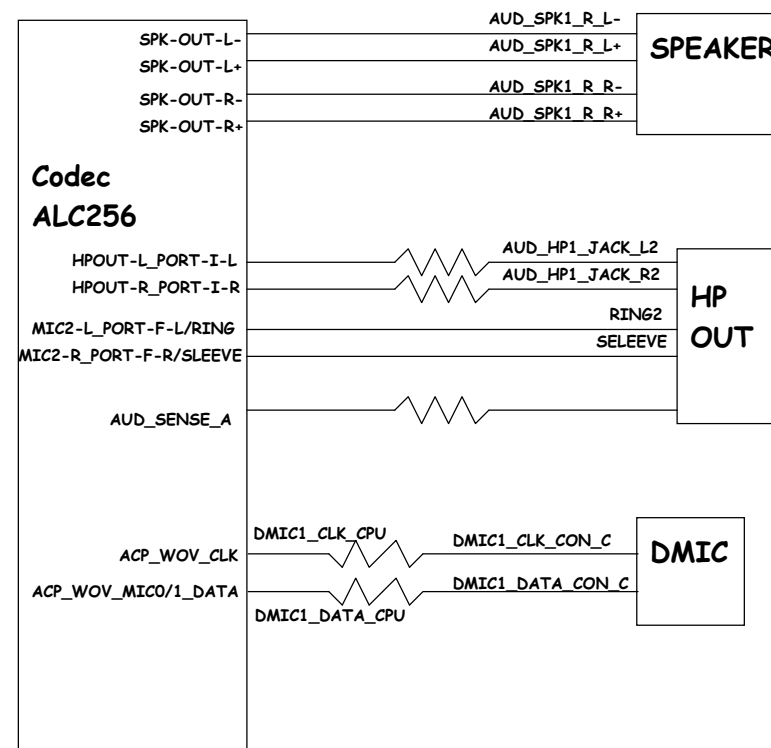 AUD_SPK1_R_L-
SPK-OUT-L-
AUD_SPK1_R_L+
SPEAKER
SPK-OUT-L+
AUD_SPK1_R_R-
SPK-OUT-R-
AUD_SPK1_R_R+
SPK-OUT-R+
Codec
ALC256
HPOUT-L_PORT-I-L
AUD_HP1_JACK_L2
HPOUT-R_PORT-I-R
AUD_HP1_JACK_R2
HP
OUT
MIC2-L_PORT-F-L/RING
RING2
MIC2-R_PORT-F-R/SLEEVE
SELEEVE
AUD_SENSE_A
DMIC1_CLK_CPU
ACP_WOV_CLK
DMIC1_CLK_CON_C
DMIC
ACP_WOV_MIC0/1_DATA
DMIC1_DATA_CON_C
DMIC1_DATA_CPU